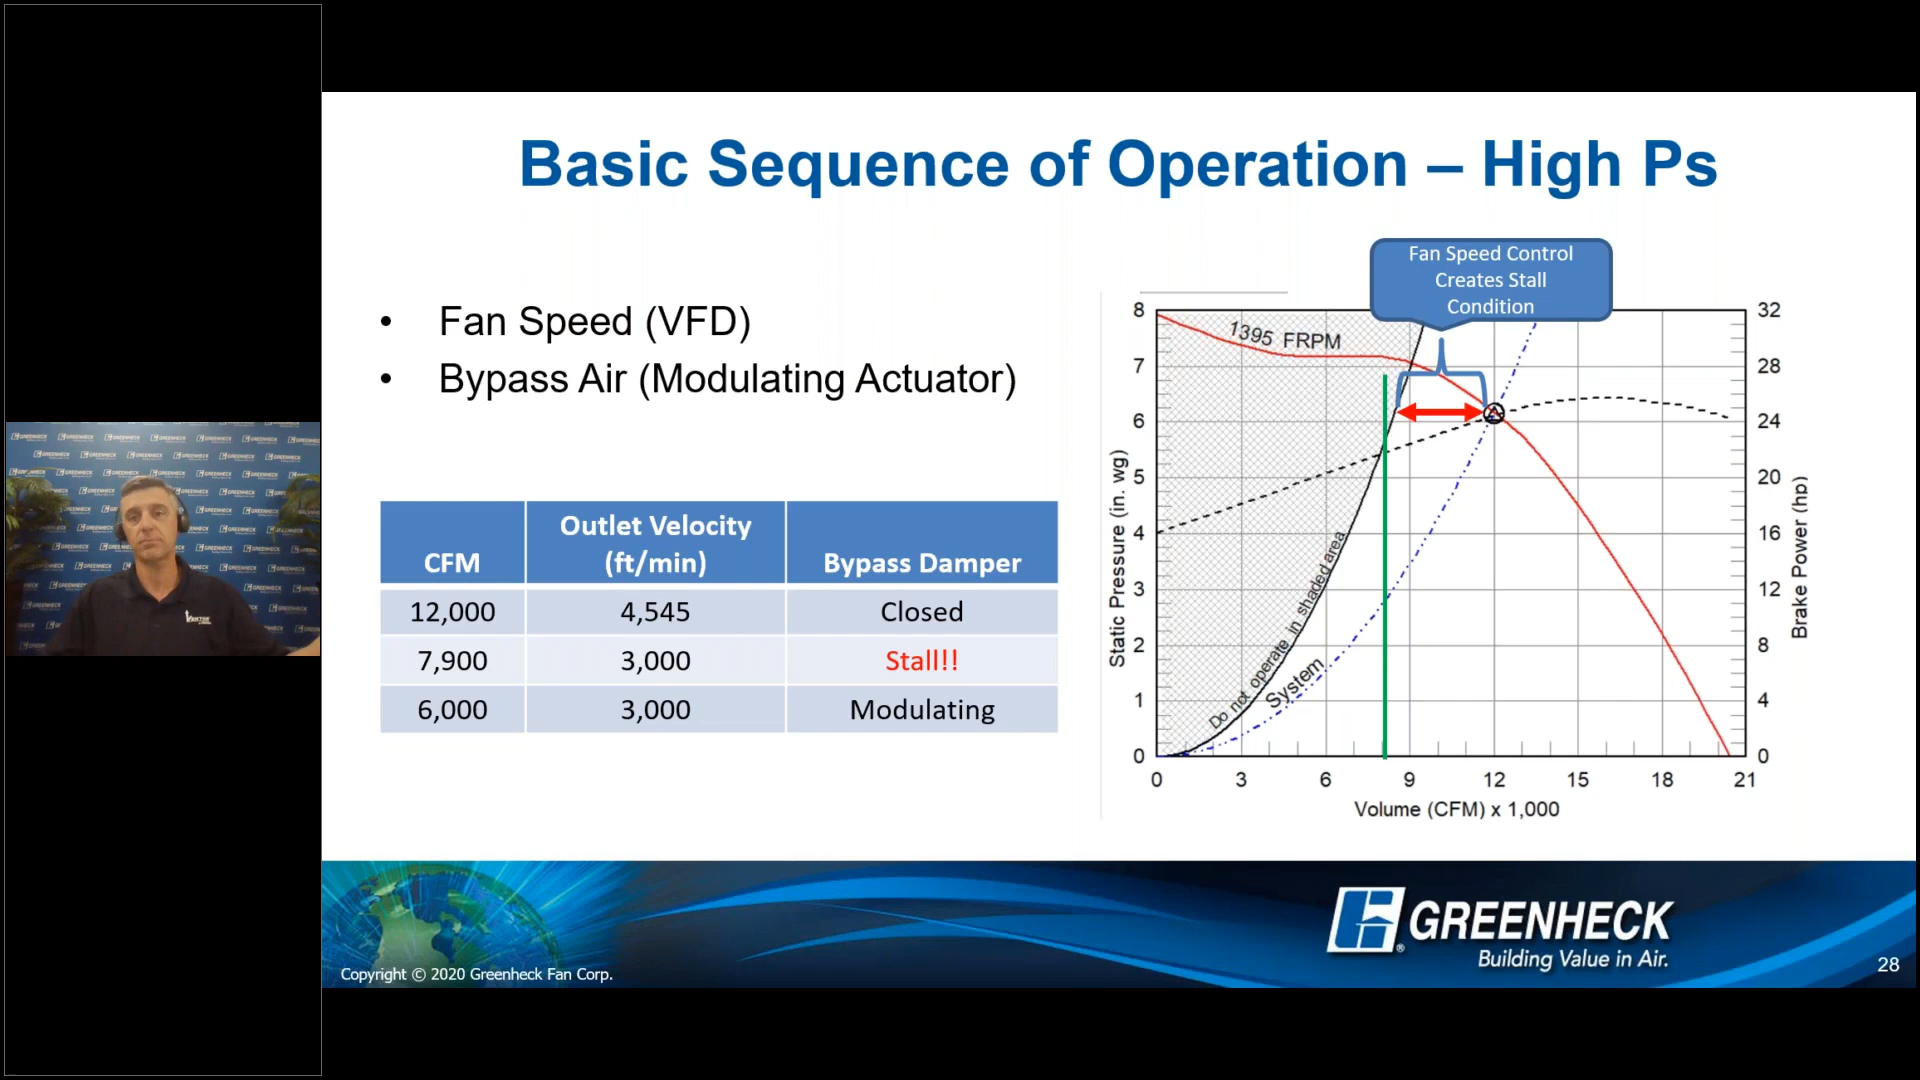 Basic Sequence of Operation – High Ps
• Fan Speed (VFD)
• Bypass Air (Modulating Actuator)
CFM Outlet Velocity (ft/min) Bypass Damper
12,000 4,545 Closed
7,900 3,000 Stall!!
6,000 3,000 Modulating
Fan Speed Control
Creates Stall
Condition
1395 FRPM
Do not operate in shaded area
System
Static Pressure (in. wg)
8
7
6
5
4
3
2
1
0
32
28
24
20
16
12
8
4
0
Brake Power (hp)
0 3 6 9 12 15 18 21
Volume (CFM) x 1,000
GREENHECK
Building Value in Air.
Copyright © 2020 Greenheck Fan Corp.
28